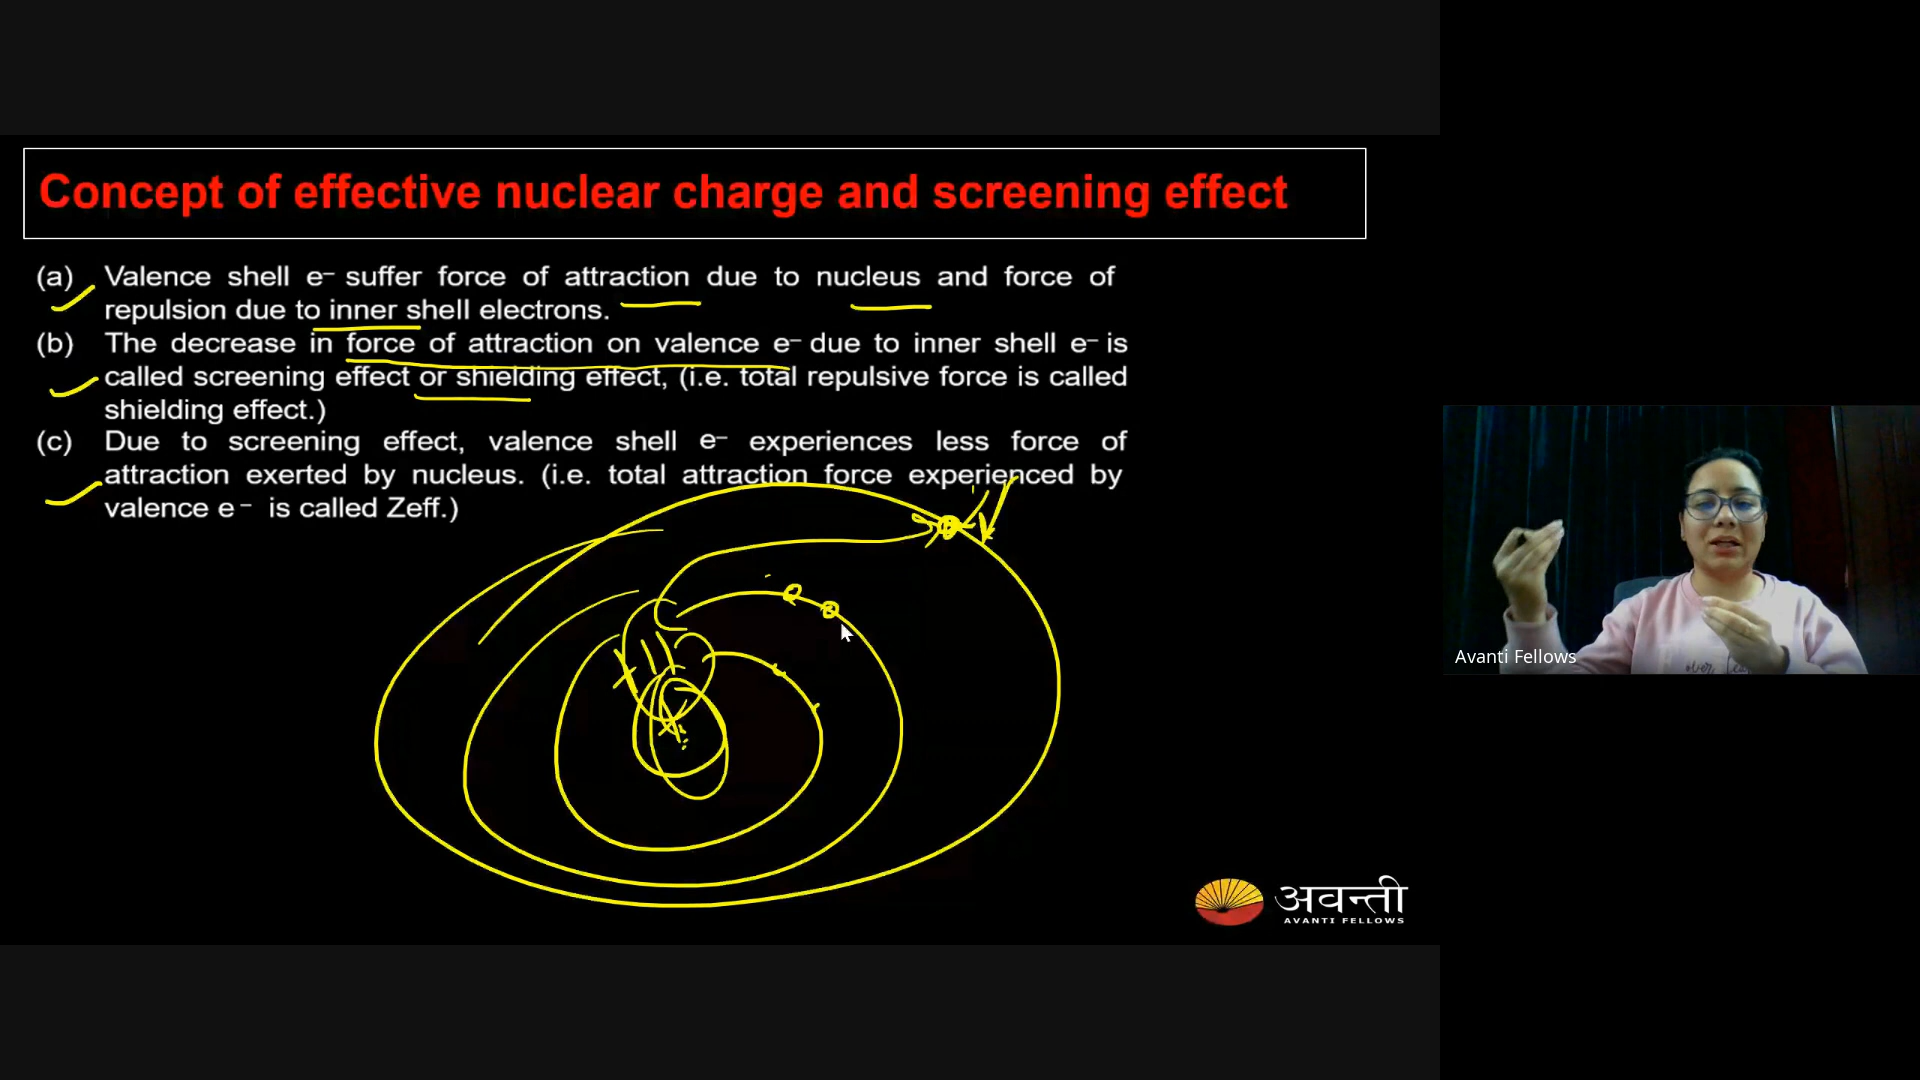 Concept of effective nuclear charge and screening effect
(a) Valence shell e– suffer force of attraction due to nucleus and force of
repulsion due to inner shell electrons.
(b) The decrease in force of attraction on valence e– due to inner shell e– is
called screening effect or shielding effect, (i.e. total repulsive force is called
shielding effect.)
(c) Due to screening effect, valence shell e– experiences less force of
attraction exerted by nucleus. (i.e. total attraction force experienced by
valence e– is called Zeff.)
Avanti Fellows
अवन्ती
AVANTI FELLOWS